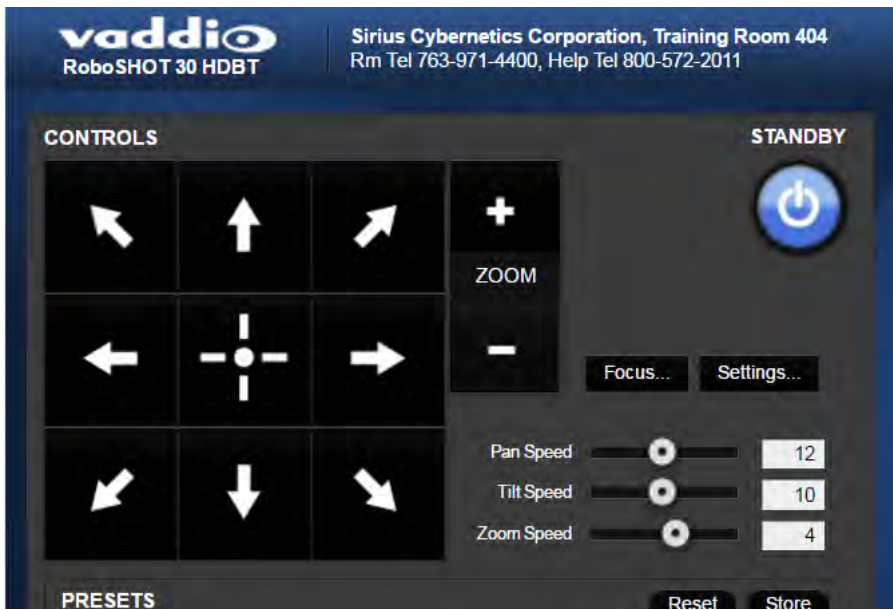 vaddio
RoboSHOT 30 HDBT
Sirius Cybernetics Corporation, Training Room 404
Rm Tel 763-971-4400, Help Tel 800-572-2011
CONTROLS
STANDBY
+
ZOOM
-
Focus...
Settings...
Pan Speed 12
Tilt Speed 10
Zoom Speed 4
PRESETS
Reset
Store